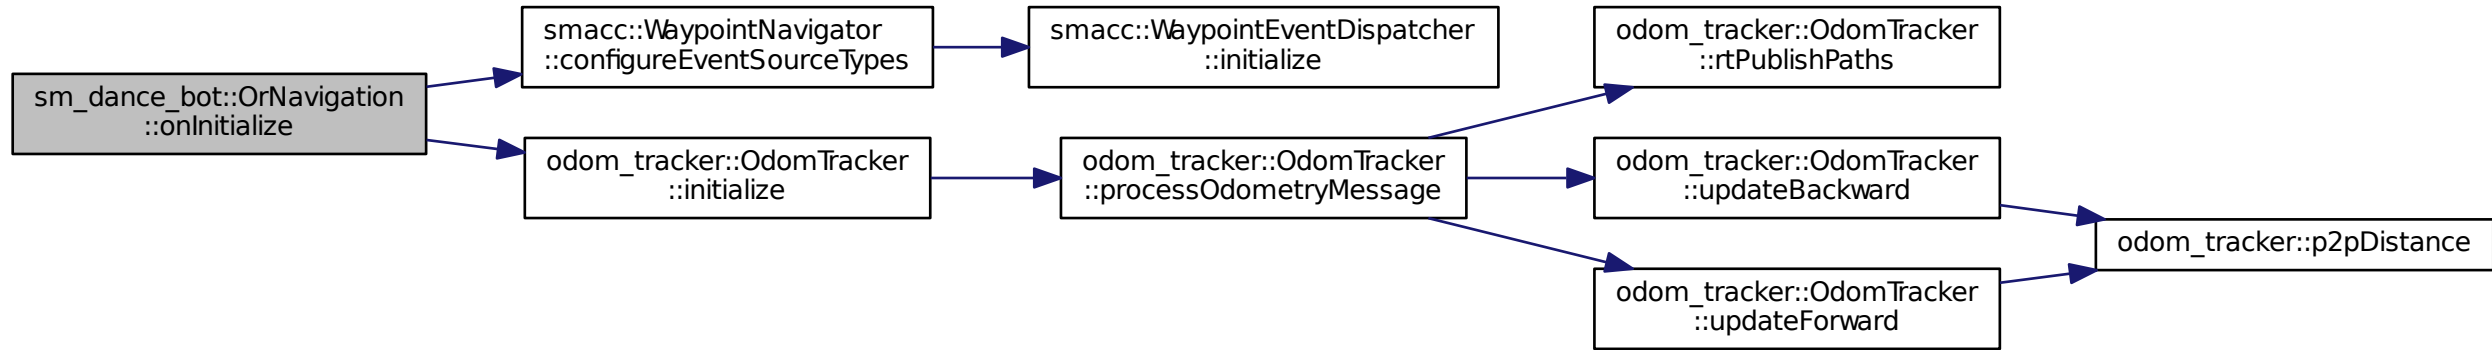 sm_dance_bot::OrNavigation
::onInitialize
smacc::WaypointNavigator
::configureEventSourceTypes
smacc::WaypointEventDispatcher
::initialize
odom_tracker::OdomTracker
::initialize
odom_tracker::OdomTracker
::processOdometryMessage
odom_tracker::OdomTracker
::rtPublishPaths
odom_tracker::OdomTracker
::updateBackward
odom_tracker::OdomTracker
::updateForward
odom_tracker::p2pDistance